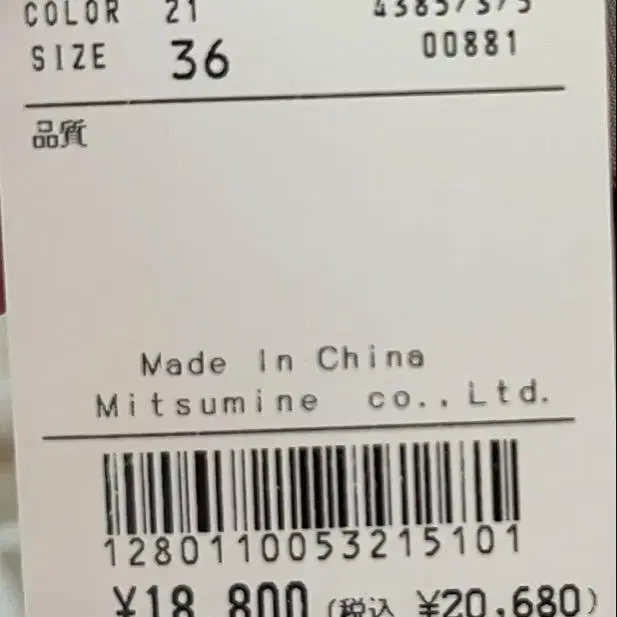 COLOR 21
SIZE 36 00881
品質
Made In China
Mitsumine co., Ltd.
1280110053215101
¥18,800 (税込 ¥20,680)